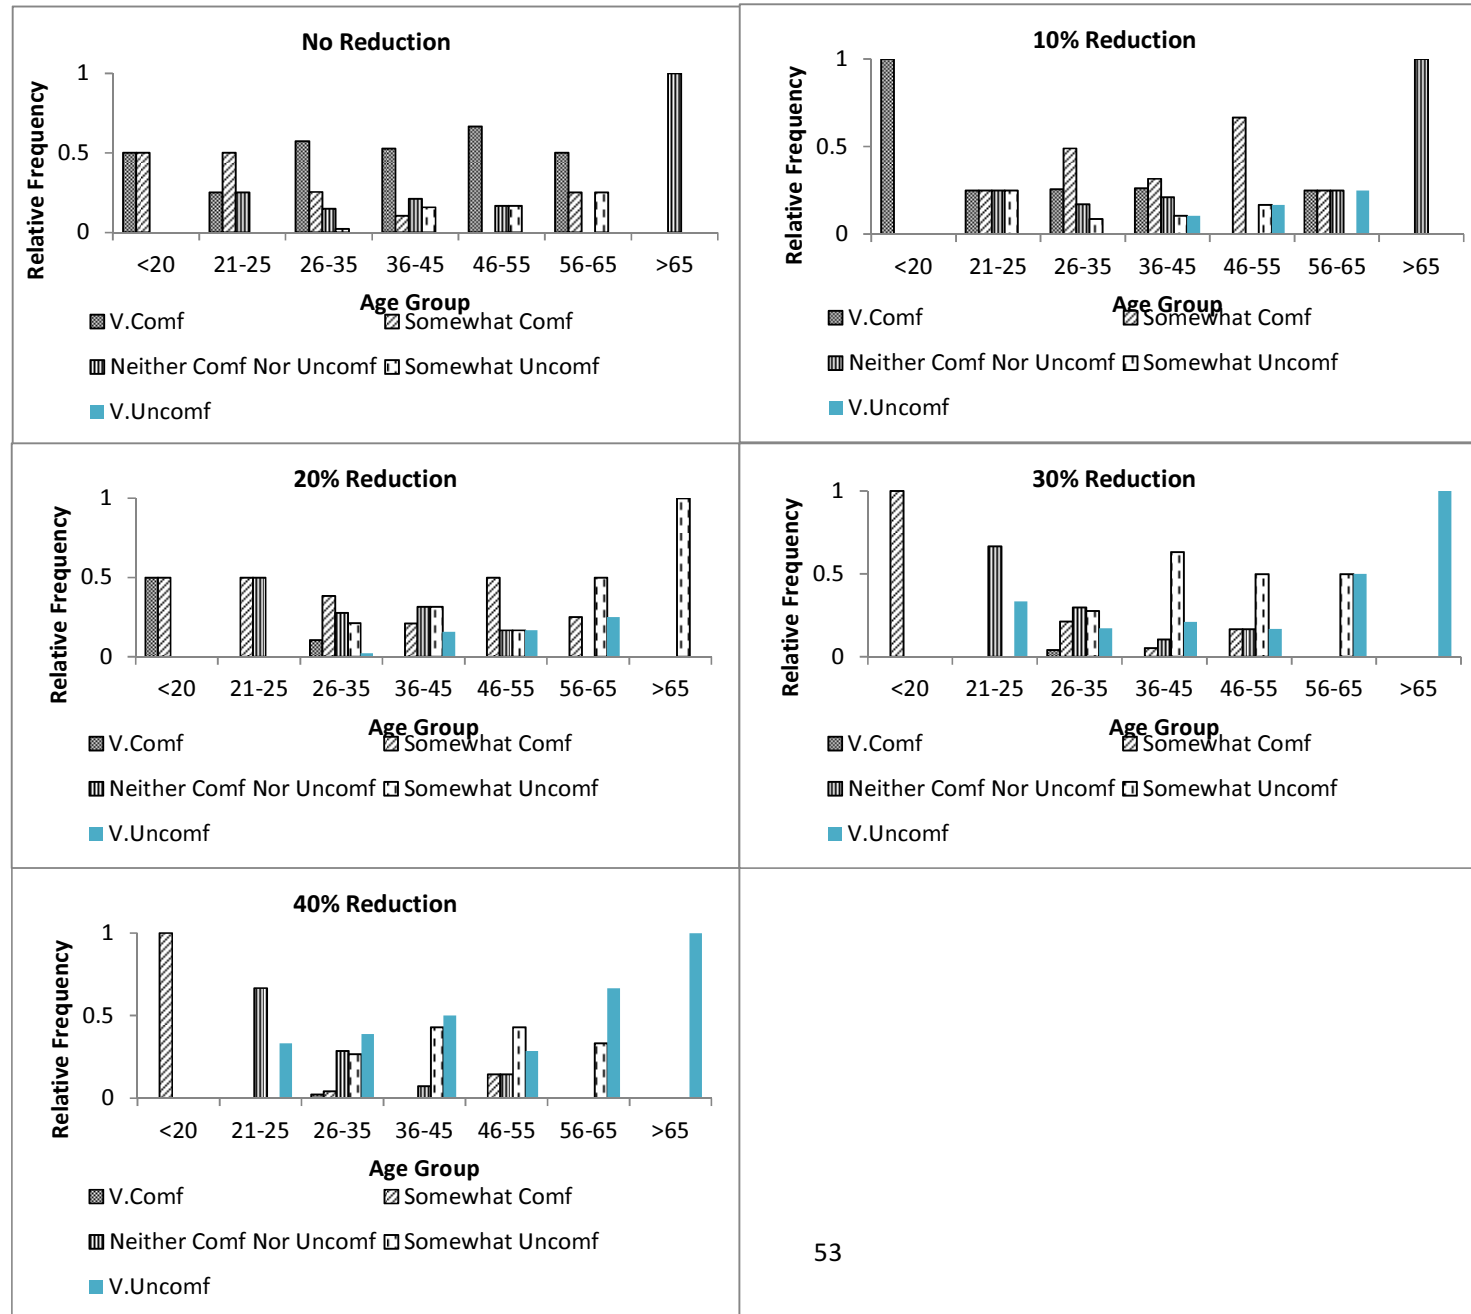 No Reduction
Relative Frequency
1
0.5
0
<20 21-25 26-35 36-45 46-55 56-65 >65
Age Group
V.Comf Somewhat Comf
Neither Comf Nor Uncomf Somewhat Uncomf
V.Uncomf
10% Reduction
Relative Frequency
1
0.5
0
<20 21-25 26-35 36-45 46-55 56-65 >65
Age Group
V.Comf Somewhat Comf
Neither Comf Nor Uncomf Somewhat Uncomf
V.Uncomf
20% Reduction
Relative Frequency
1
0.5
0
<20 21-25 26-35 36-45 46-55 56-65 >65
Age Group
V.Comf Somewhat Comf
Neither Comf Nor Uncomf Somewhat Uncomf
V.Uncomf
30% Reduction
Relative Frequency
1
0.5
0
<20 21-25 26-35 36-45 46-55 56-65 >65
Age Group
V.Comf Somewhat Comf
Neither Comf Nor Uncomf Somewhat Uncomf
V.Uncomf
40% Reduction
Relative Frequency
1
0.5
0
<20 21-25 26-35 36-45 46-55 56-65 >65
Age Group
V.Comf Somewhat Comf
Neither Comf Nor Uncomf Somewhat Uncomf
V.Uncomf
53